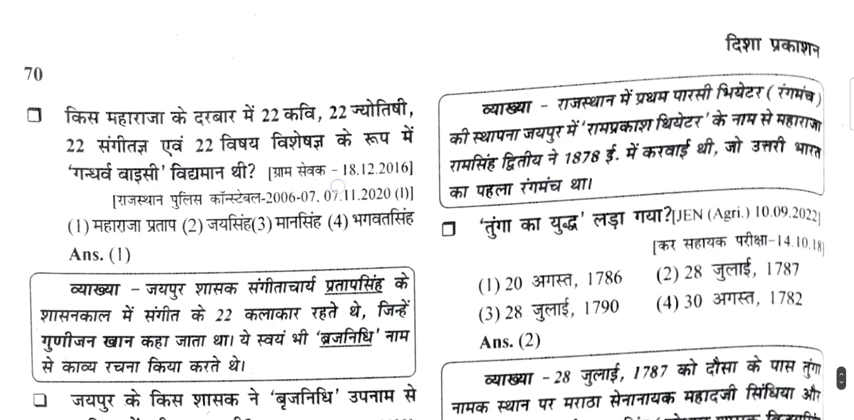 दिशा प्रकाशन
70
किस महाराजा के दरबार में 22 कवि, 22 ज्योतिषी,
22 संगीतज्ञ एवं 22 विषय विशेषज्ञ के रूप में
'गन्धर्व बाइसी' विद्यमान थी? [ग्राम सेवक – 18.12.2016]
[राजस्थान पुलिस कॉन्स्टेबल-2006-07, 07.11.2020 (I)]
(1) महाराजा प्रताप (2) जयसिंह(3) मानसिंह (4) भगवतसिंह
Ans. (1)
व्याख्या – जयपुर शासक संगीताचार्य प्रतापसिंह के
शासनकाल में संगीत के 22 कलाकार रहते थे, जिन्हें
गुणीजन खान कहा जाता था। ये स्वयं भी 'ब्रजनिधि' नाम
से काव्य रचना किया करते थे।
जयपुर के किस शासक ने 'बृजनिधि' उपनाम से
व्याख्या – राजस्थान में प्रथम पारसी भियेटर ( रंगमंच )
की स्थापना जयपुर में 'रामप्रकाश थियेटर' के नाम से महाराजा
रामसिंह द्वितीय ने 1878 ई. में करवाई थी, जो उत्तरी भारत
का पहला रंगमंच था।
'तुंगा का युद्ध' लड़ा गया?[JEN (Agri.) 10.09.2022]
[कर सहायक परीक्षा–14.10.18]
(1) 20 अगस्त, 1786 (2) 28 जुलाई, 1787
(3) 28 जुलाई, 1790 (4) 30 अगस्त, 1782
Ans. (2)
व्याख्या – 28 जुलाई, 1787 को दौसा के पास तुंगा
नामक स्थान पर मराठा सेनानायक महादजी सिंधिया और